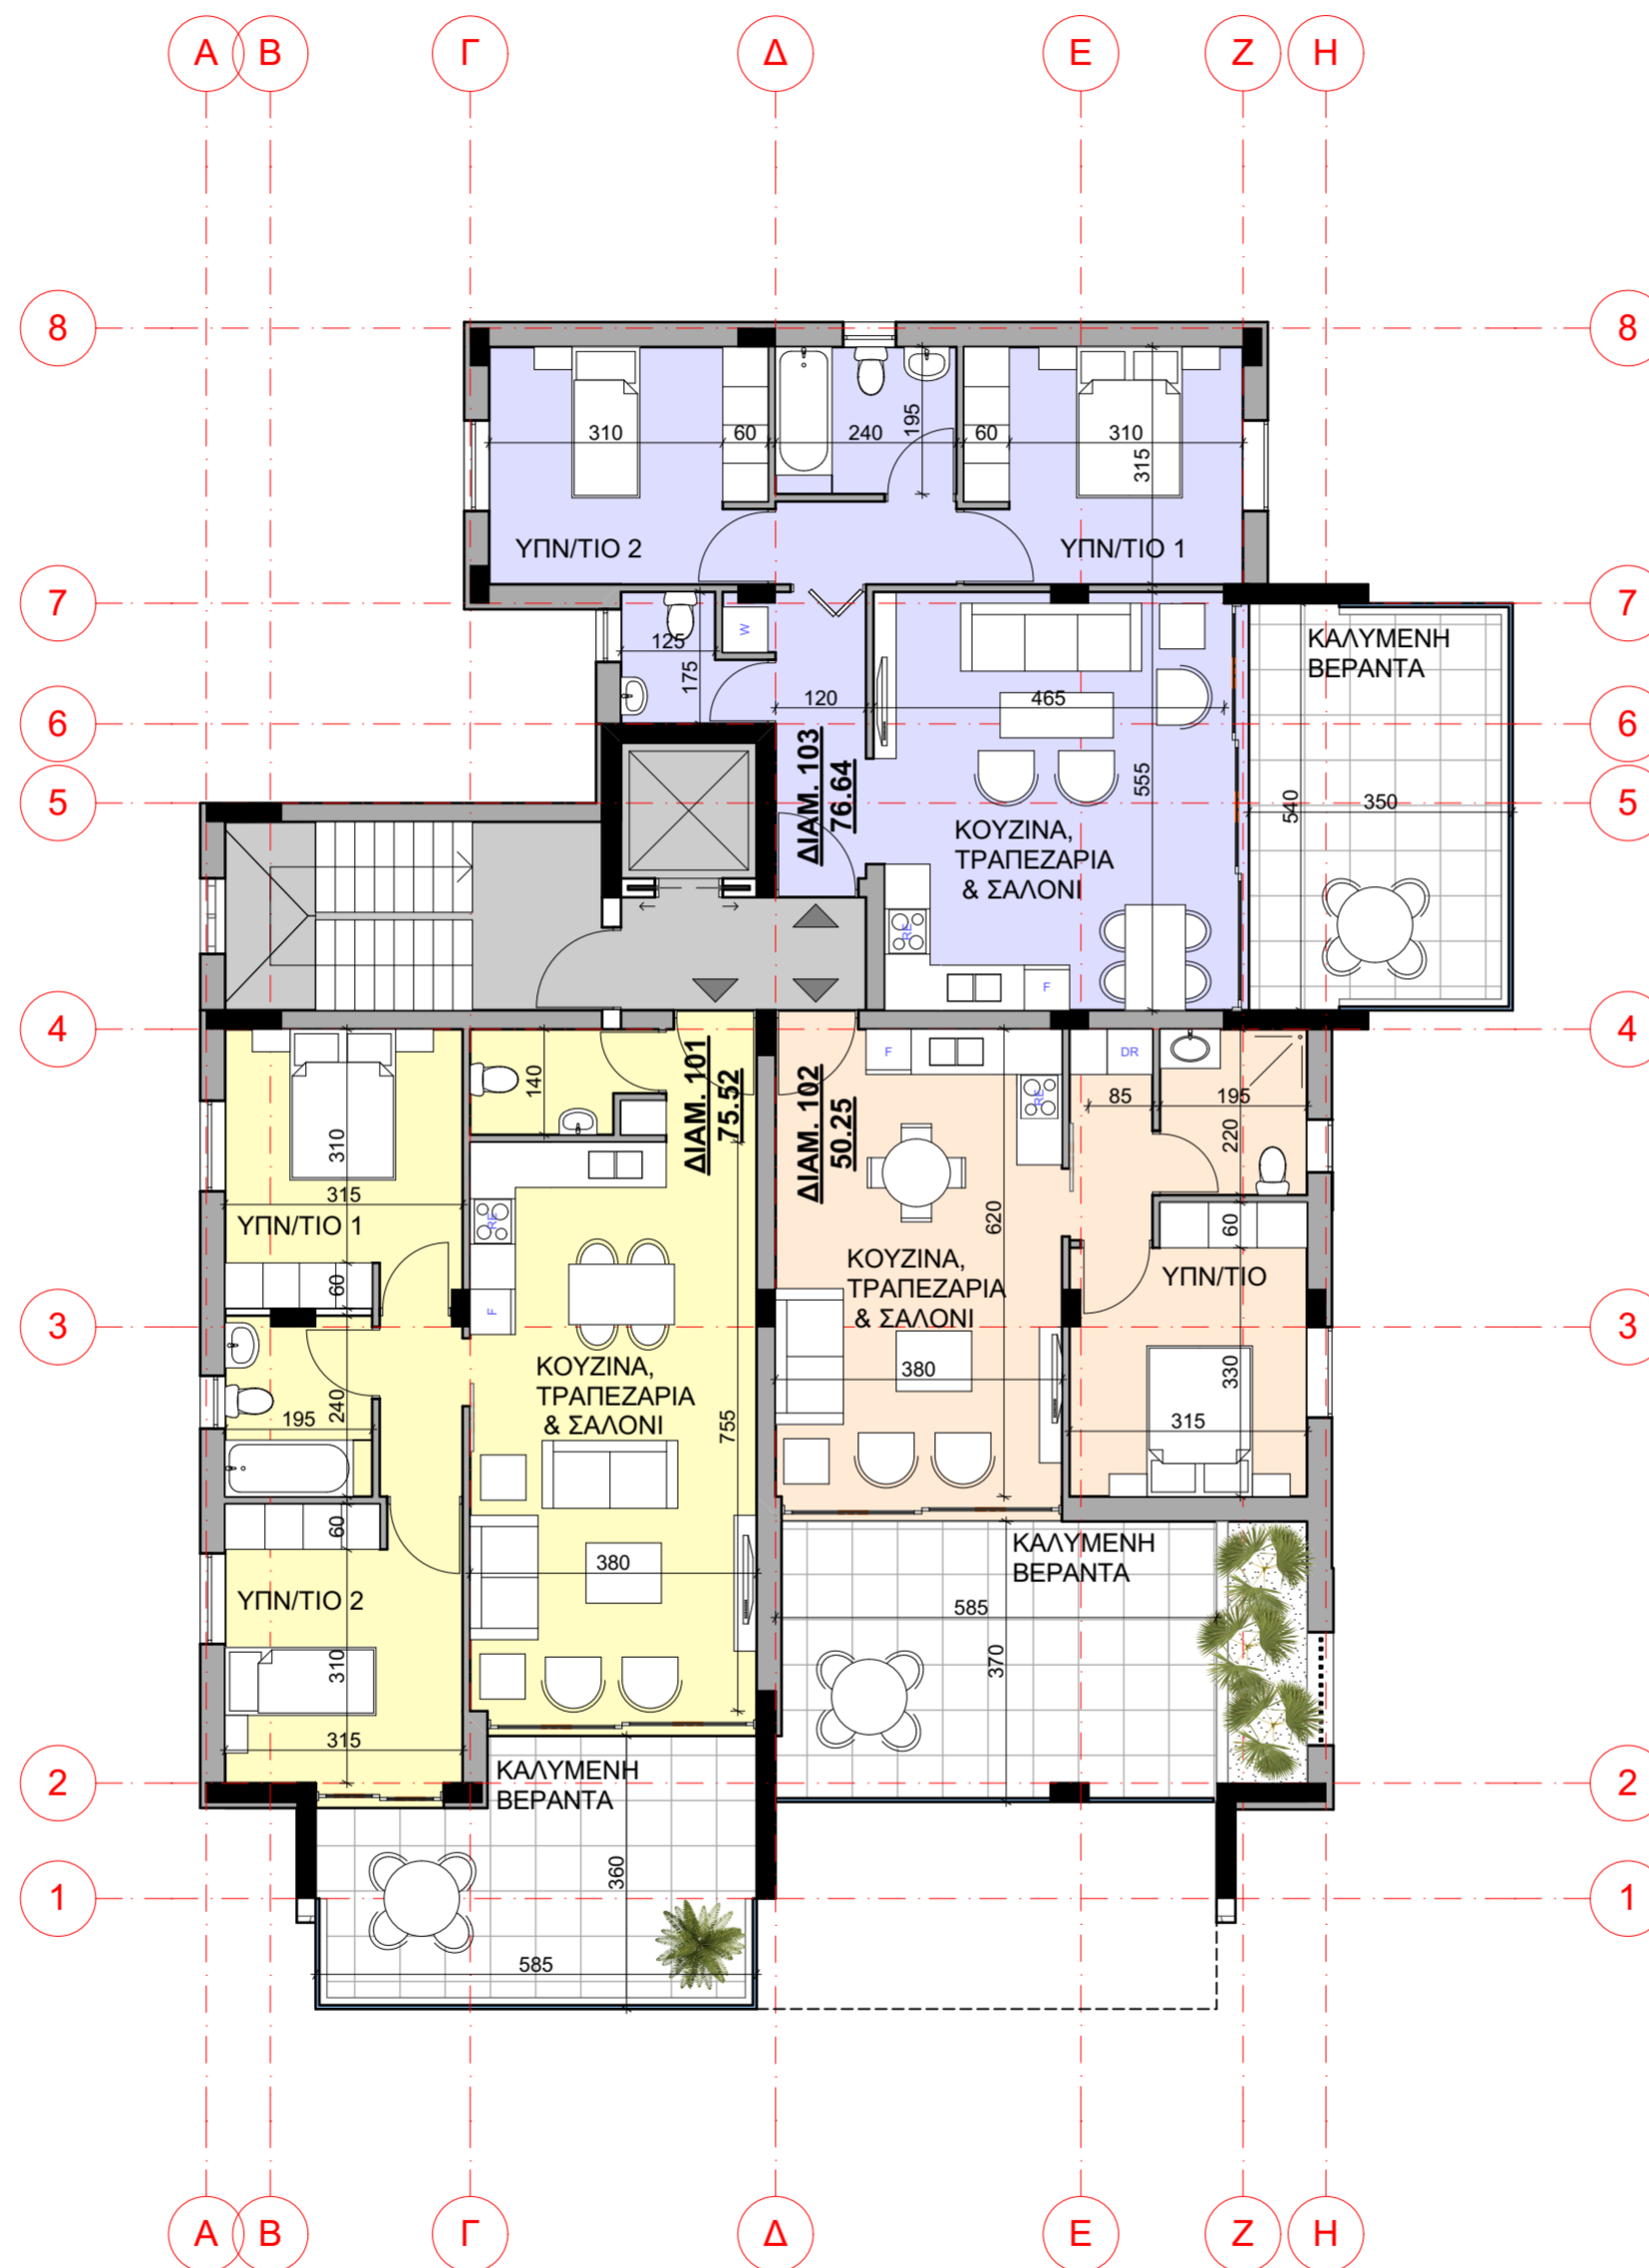 Α Β Γ Δ Ε Ζ Η
8 8
310 60 240 195 60 310
315
ΥΠΝ/ΤΙΟ 2 ΥΠΝ/ΤΙΟ 1
7 7
W
125
175
120 465
ΚΑΛΥΜΕΝΗ
ΒΕΡΑΝΤΑ
6 6
ΔΙΑΜ. 103
76.64
555
540
350
5 5
ΚΟΥΖΙΝΑ,
ΤΡΑΠΕΖΑΡΙΑ
& ΣΑΛΟΝΙ
RE
F
4 4
140
ΔΙΑΜ. 101
75.52
ΔΙΑΜ. 102
50.25
F
RE
DR
85 195
220
310
315
ΥΠΝ/ΤΙΟ 1
60
RE
F
620
60
ΚΟΥΖΙΝΑ,
ΤΡΑΠΕΖΑΡΙΑ
& ΣΑΛΟΝΙ
ΥΠΝ/ΤΙΟ
3 3
380
330
315
ΚΟΥΖΙΝΑ,
ΤΡΑΠΕΖΑΡΙΑ
& ΣΑΛΟΝΙ
195
240
755
60
380
ΥΠΝ/ΤΙΟ 2
310
315
ΚΑΛΥΜΕΝΗ
ΒΕΡΑΝΤΑ
585
370
2 2
ΚΑΛΥΜΕΝΗ
ΒΕΡΑΝΤΑ
360
1 1
585
Α Β Γ Δ Ε Ζ Η